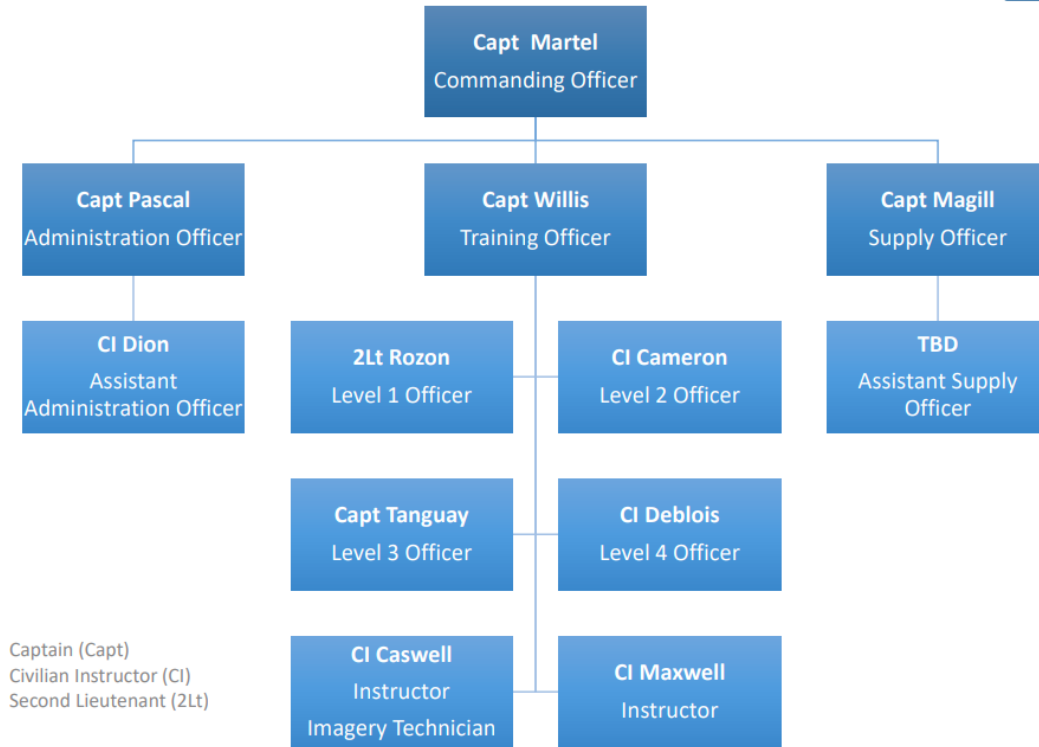 Capt  Martel
Commanding Officer
Capt Pascal
Administration Officer
Capt Willis
Training Officer
Capt Magill
Supply Officer
CI Dion
Assistant
Administration Officer
2Lt Rozon
Level 1 Officer
CI Cameron
Level 2 Officer
TBD
Assistant Supply
Officer
Capt Tanguay
Level 3 Officer
CI Deblois
Level 4 Officer
CI Caswell
Instructor
Imagery Technician
CI Maxwell
Instructor
Captain (Capt)
Civilian Instructor (CI)
Second Lieutenant (2Lt)